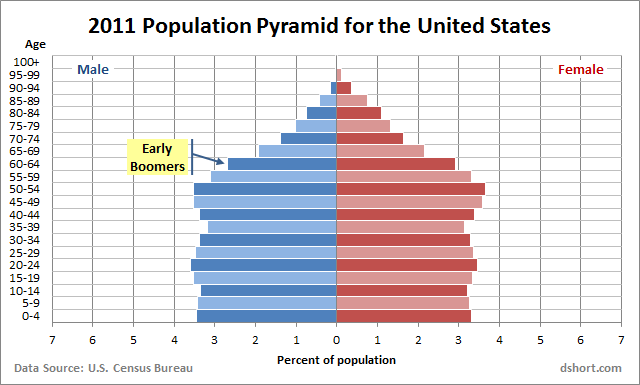 2011 Population Pyramid for the United States
Age
100+
95-99
90-94
85-89
80-84
75-79
70-74
65-69
60-64
55-59
50-54
45-49
40-44
35-39
30-34
25-29
20-24
15-19
10-14
5-9
0-4
Male
Female
Early
Boomers
7 6 5 4 3 2 1 0 1 2 3 4 5 6 7
Percent of population
Data Source: U.S. Census Bureau
dshort.com